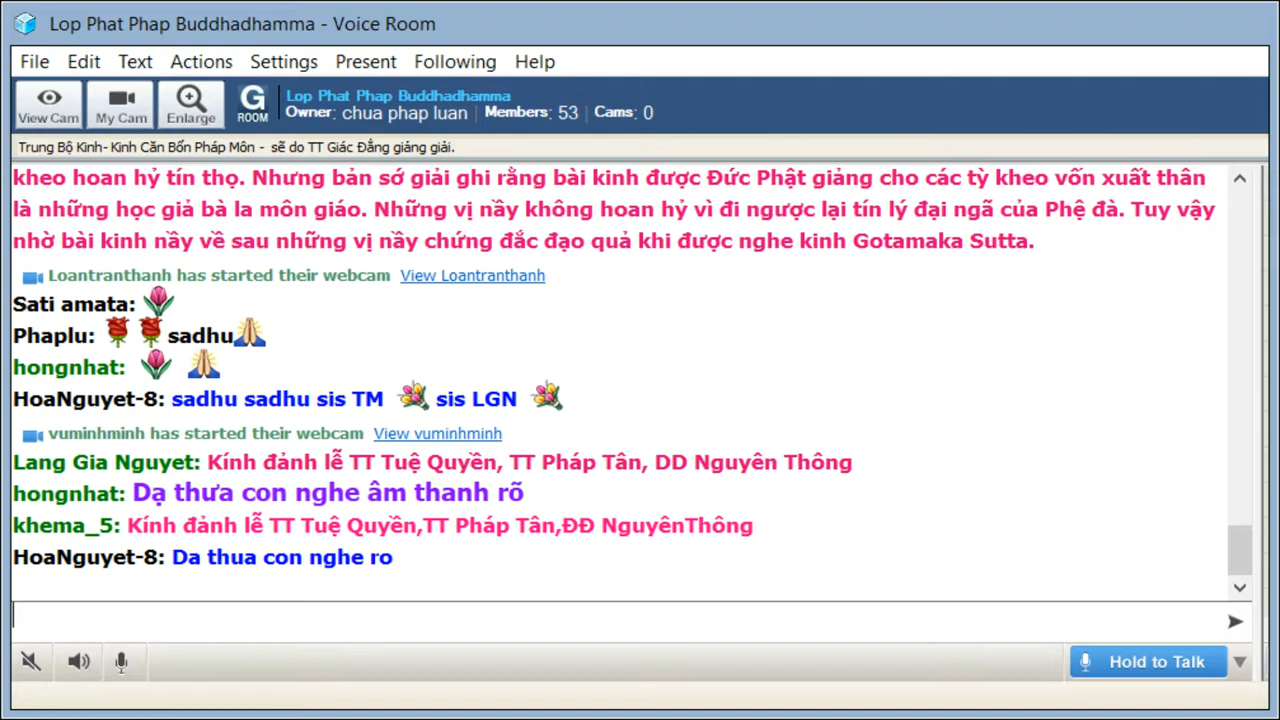 Lop Phat Phap Buddhadhamma - Voice Room
File Edit Text Actions Settings Present Following Help
View Cam My Cam Enlarge G ROOM Lop Phat Phap Buddhadhamma
Owner: chua phap luan | Members: 53 | Cams: 0
Trung Bộ Kinh- Kinh Căn Bổn Pháp Môn - sẽ do TT Giác Đẳng giảng giải.
kheo hoan hỷ tín thọ. Nhưng bản sớ giải ghi rằng bài kinh được Đức Phật giảng cho các tỳ kheo vốn xuất thân
là những học giả bà la môn giáo. Những vị nầy không hoan hỷ vì đi ngược lại tín lý đại ngã của Phệ đà. Tuy vậy
nhờ bài kinh nầy về sau những vị nầy chứng đắc đạo quả khi được nghe kinh Gotamaka Sutta.
Loantranthanh has started their webcam View Loantranthanh
Sati amata:
Phaplu: sadhu
hongnhat:
HoaNguyet-8: sadhu sadhu sis TM sis LGN
vuminhminh has started their webcam View vuminhminh
Lang Gia Nguyet: Kính đảnh lễ TT Tuệ Quyền, TT Pháp Tân, DD Nguyên Thông
hongnhat: Dạ thưa con nghe âm thanh rõ
khema_5: Kính đảnh lễ TT Tuệ Quyền,TT Pháp Tân,ĐĐ NguyênThông
HoaNguyet-8: Da thua con nghe ro
Hold to Talk